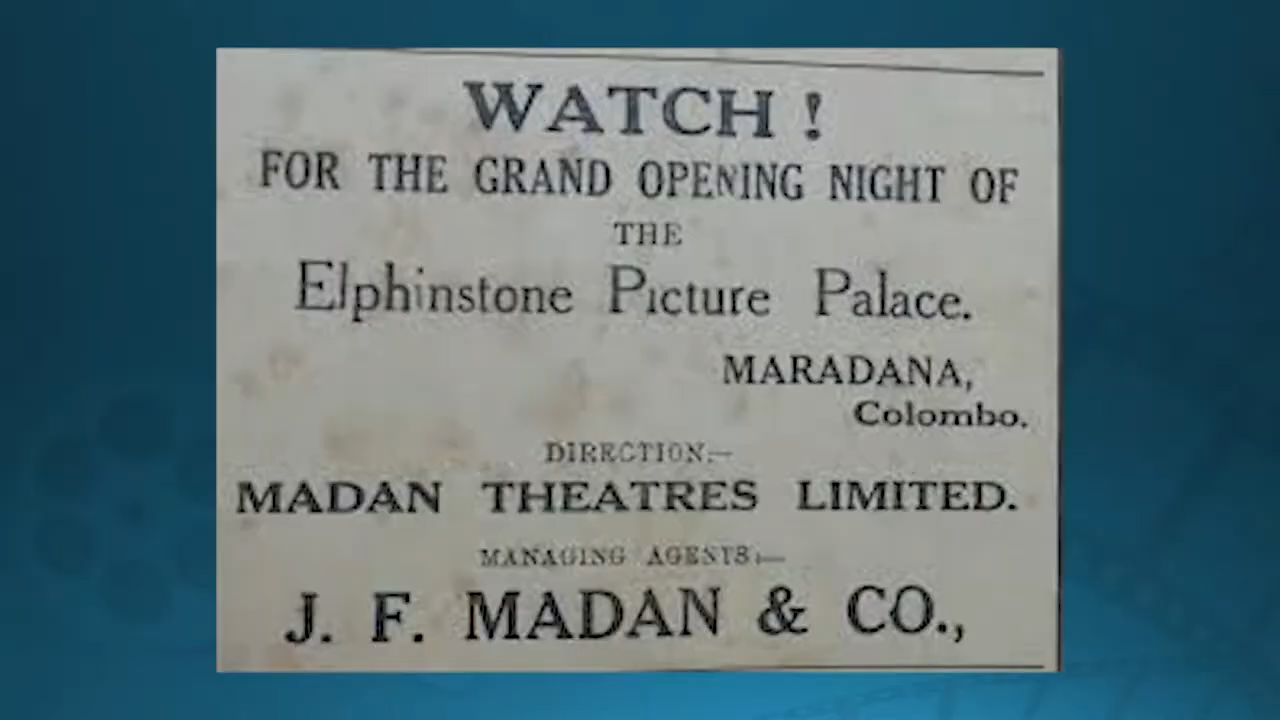 WATCH !
FOR THE GRAND OPENING NIGHT OF
THE
Elphinstone Picture Palace.
MARADANA,
Colombo.
DIRECTION:—
MADAN THEATRES LIMITED.
MANAGING AGENTS:—
J. F. MADAN & CO.,